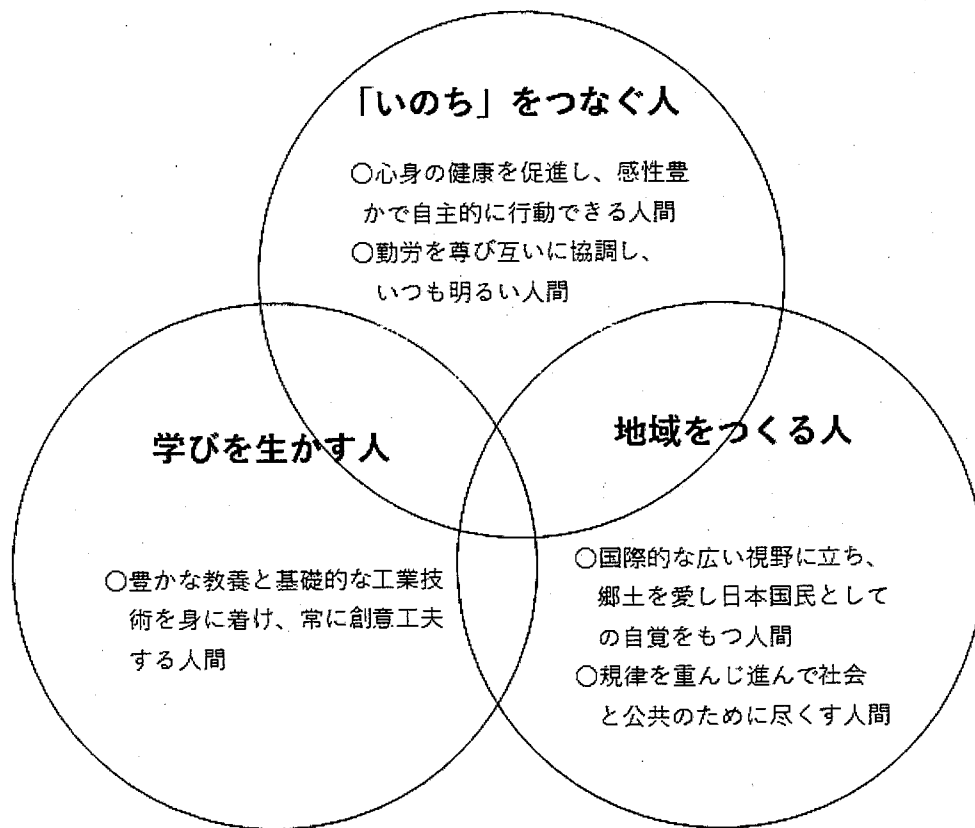 「いのち」をつなぐ人
○心身の健康を促進し、感性豊
かで自主的に行動できる人間
○勤労を尊び互いに協調し、
いつも明るい人間
学びを生かす人
○豊かな教養と基礎的な工業技
術を身に着け、常に創意工夫
する人間
地域をつくる人
○国際的な広い視野に立ち、
郷土を愛し日本国民として
の自覚をもつ人間
○規律を重んじ進んで社会
と公共のために尽くす人間